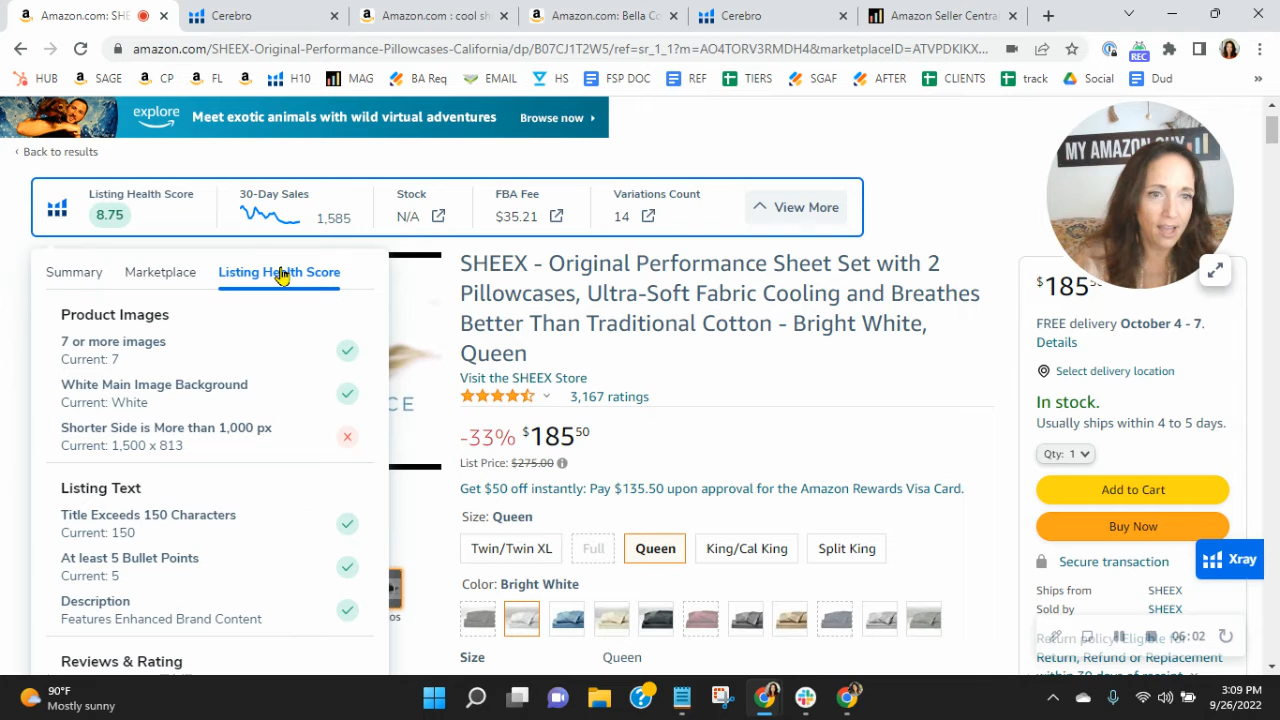 Amazon.com: SHE
Cerebro
Amazon.com : cool sh
Amazon.com: Bella Co
Cerebro
Amazon Seller Centra
amazon.com/SHEEX-Original-Performance-Pillowcases-California/dp/B07CJ1T2W5/ref=sr_1_1?m=AO4TORV3RMDH4&marketplaceID=ATVPDKIKX...
REC
HUB SAGE CP FL H10 MAG BA Req EMAIL HS FSP DOC REF TIERS SGAF AFTER CLIENTS track Social Dud »
explore Meet exotic animals with wild virtual adventures Browse now
‹ Back to results
MY AMAZON GUY
Listing Health Score 30-Day Sales Stock FBA Fee Variations Count
8.75 1,585 N/A $35.21 14 View More
Summary Marketplace Listing Health Score
Product Images
7 or more images
Current: 7
White Main Image Background
Current: White
Shorter Side is More than 1,000 px
Current: 1,500 x 813
Listing Text
Title Exceeds 150 Characters
Current: 150
At least 5 Bullet Points
Current: 5
Description
Features Enhanced Brand Content
Reviews & Rating
CE
os
SHEEX - Original Performance Sheet Set with 2
Pillowcases, Ultra-Soft Fabric Cooling and Breathes
Better Than Traditional Cotton - Bright White,
Queen
Visit the SHEEX Store
3,167 ratings
-33% $185 50
List Price: $275.00
Get $50 off instantly: Pay $135.50 upon approval for the Amazon Rewards Visa Card.
Size: Queen
Twin/Twin XL Full Queen King/Cal King Split King
Color: Bright White
Size Queen
$185 50
FREE delivery October 4 - 7.
Details
Select delivery location
In stock.
Usually ships within 4 to 5 days.
Qty: 1
Add to Cart
Buy Now
Secure transaction
Xray
Ships from SHEEX
Sold by SHEEX
Return policy: Eligible for
Return, Refund or Replacement
within 30 days of receipt
06:02
90°F
Mostly sunny
3:09 PM
9/26/2022